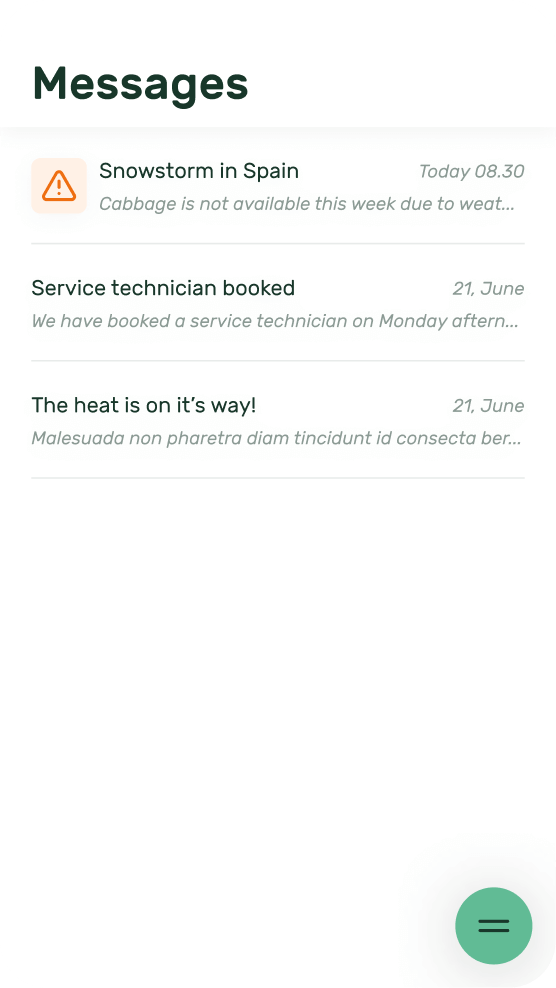 Messages
Snowstorm in Spain
Today 08.30
Cabbage is not available this week due to weat...
Service technician booked
21, June
We have booked a service technician on Monday aftern...
The heat is on it’s way!
21, June
Malesuada non pharetra diam tincidunt id consecta ber...